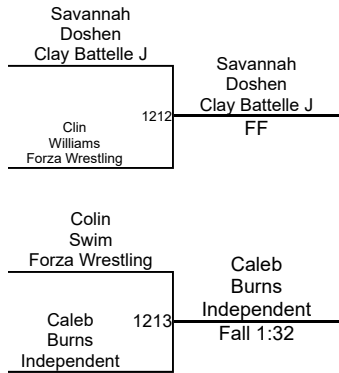 Savannah
Doshen
Clay Battelle J
Savannah
Doshen
Clay Battelle J
1212
FF
Clin
Williams
Forza Wrestling
Colin
Swim
Forza Wrestling
Caleb
Burns
Independent
1213
Fall 1:32
Caleb
Burns
Independent